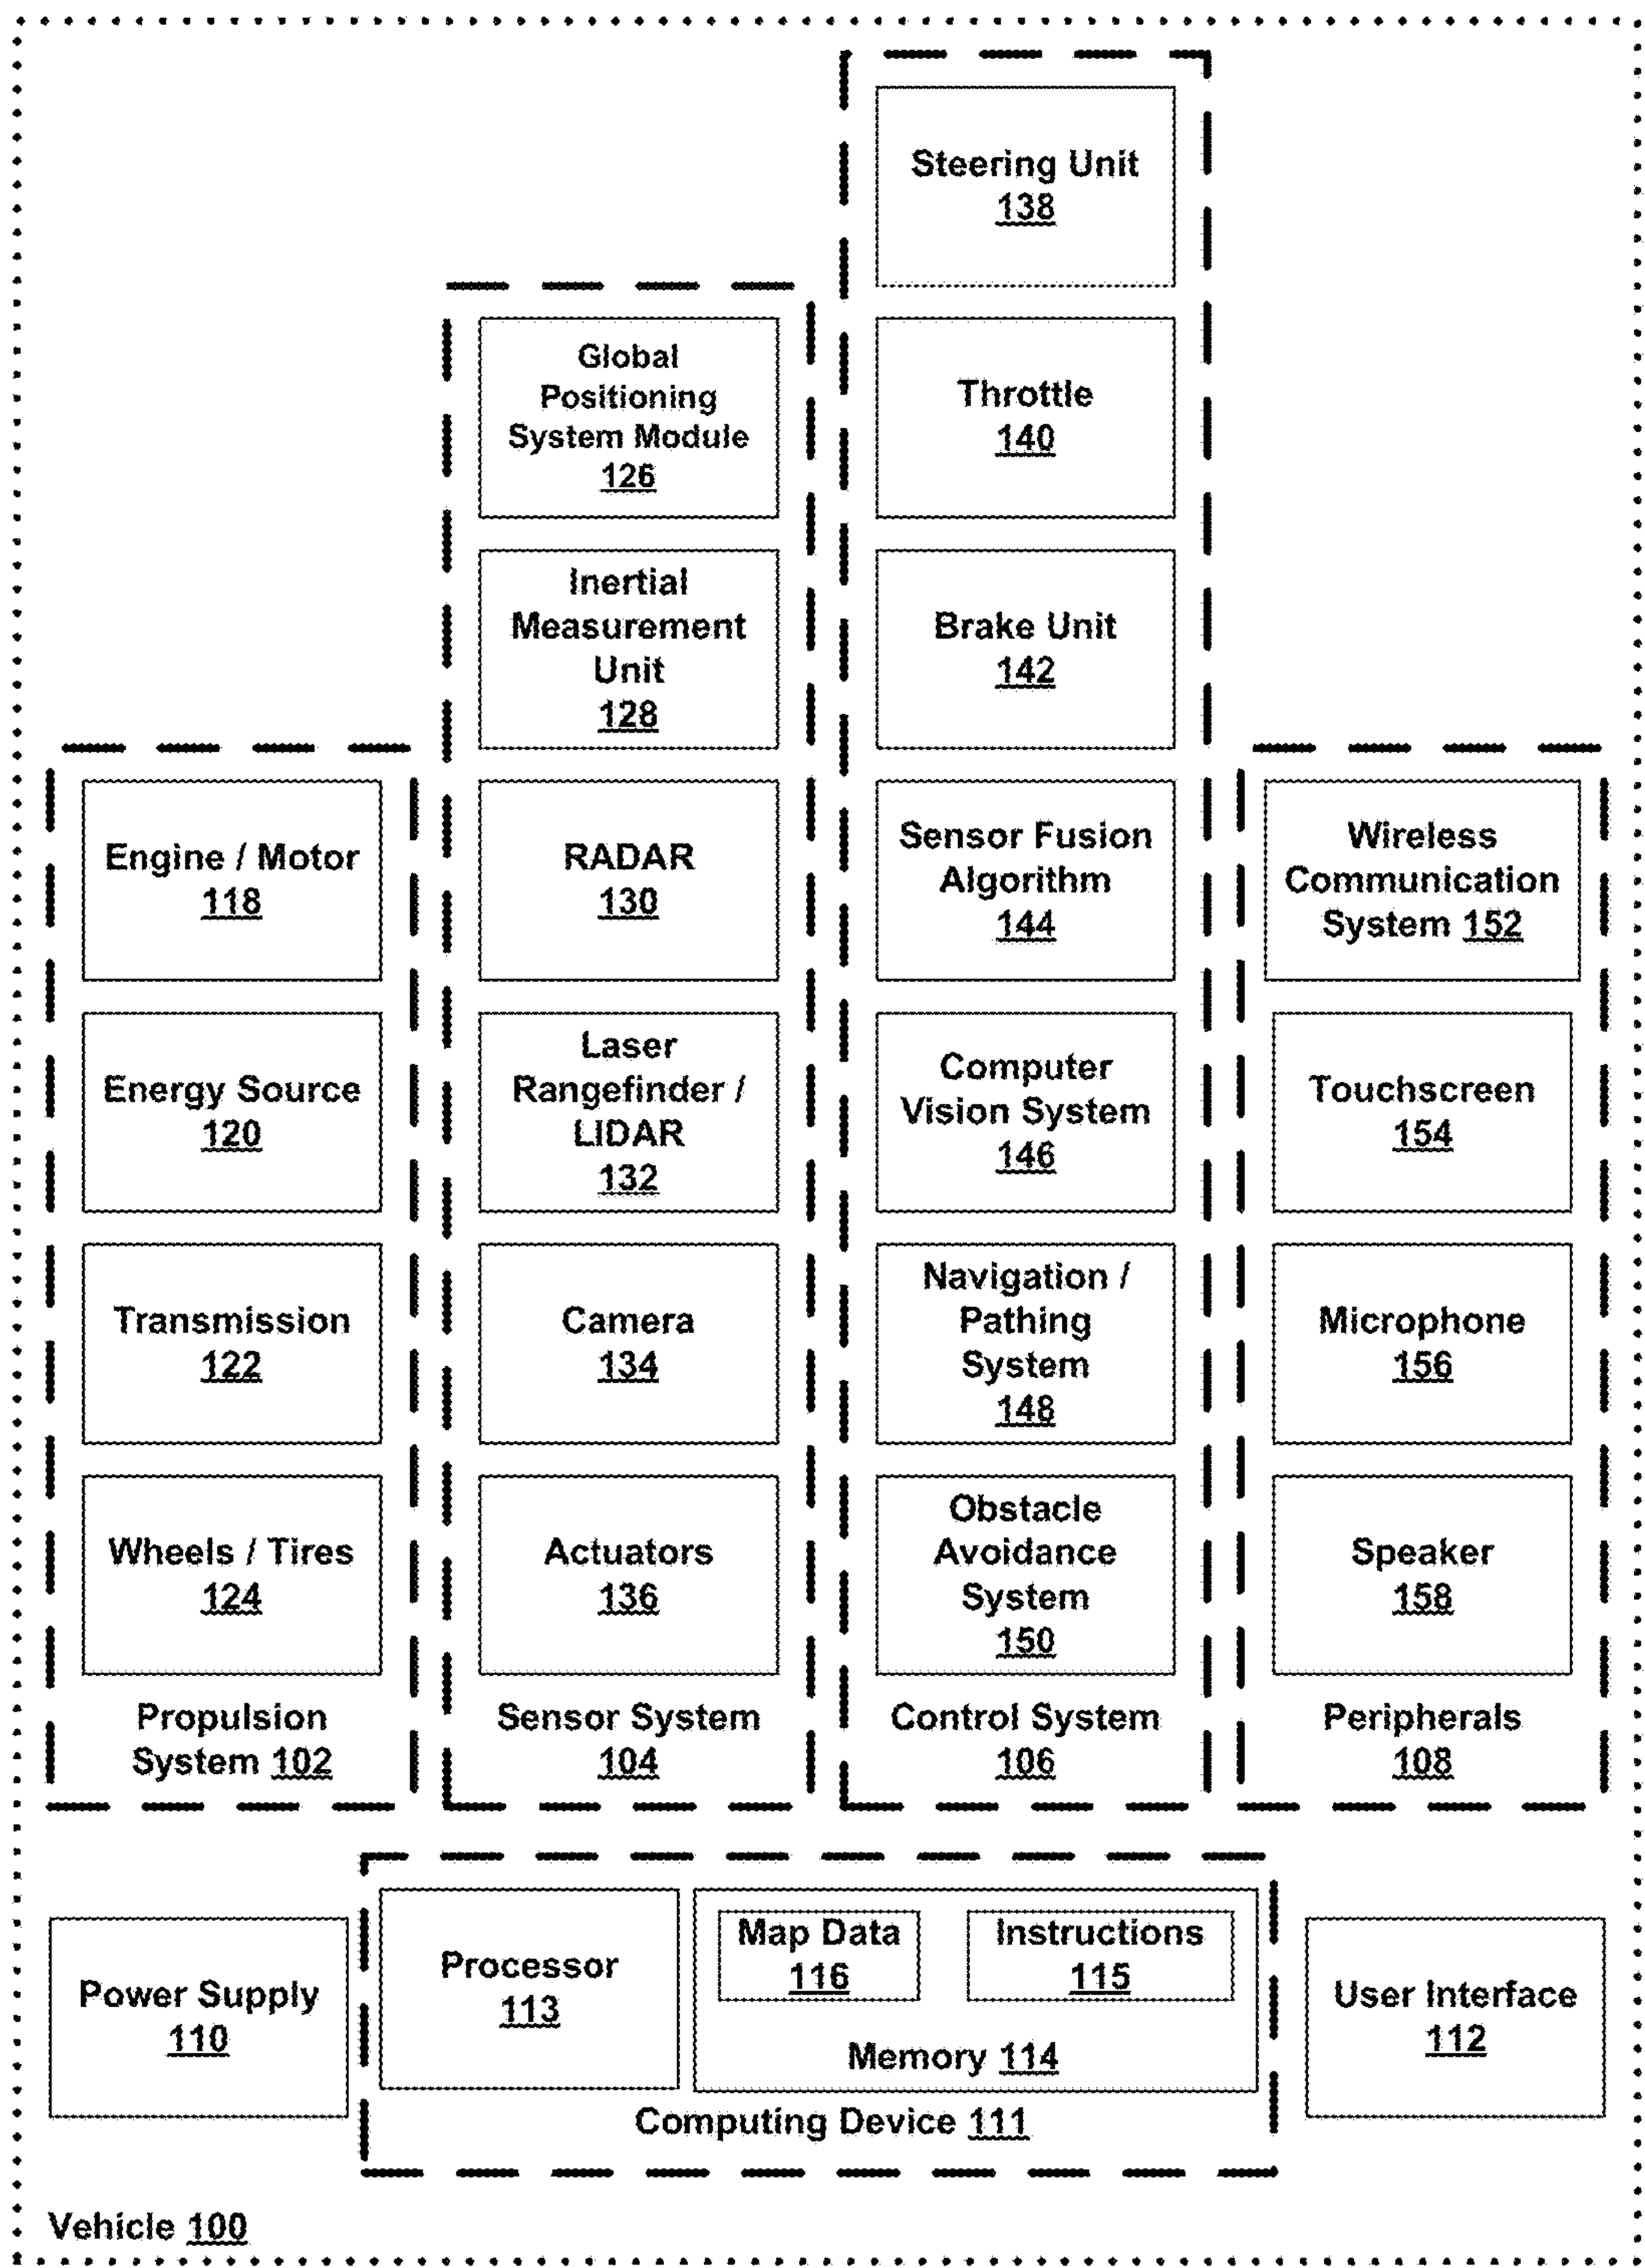 Steering Unit
138
Global
Positioning
System Module
126
Throttle
140
Inertial
Measurement
Unit
128
Brake Unit
142
Engine / Motor
118
RADAR
130
Sensor Fusion
Algorithm
144
Wireless
Communication
System 152
Energy Source
120
Laser
Rangefinder /
LIDAR
132
Computer
Vision System
146
Touchscreen
154
Transmission
122
Camera
134
Navigation /
Pathing
System
148
Microphone
156
Wheels / Tires
124
Actuators
136
Obstacle
Avoidance
System
150
Speaker
158
Propulsion
System 102
Sensor System
104
Control System
106
Peripherals
108
Power Supply
110
Processor
113
Map Data
116
Instructions
115
Memory 114
Computing Device 111
User Interface
112
Vehicle 100